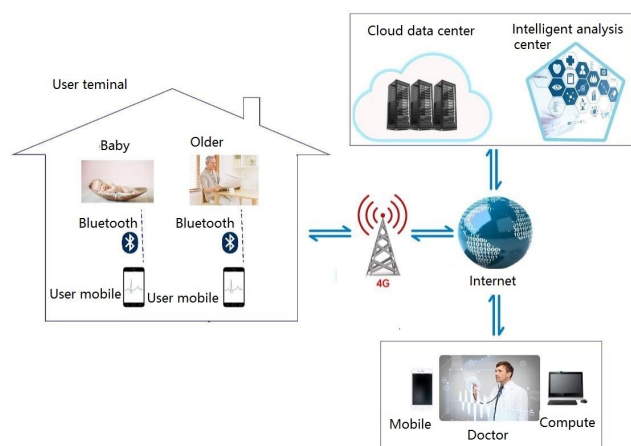 Cloud data center
Intelligent analysis
center
User teminal
Baby
Older
Bluetooth
Bluetooth
User mobile
User mobile
4G
Internet
Mobile
Doctor
Compute